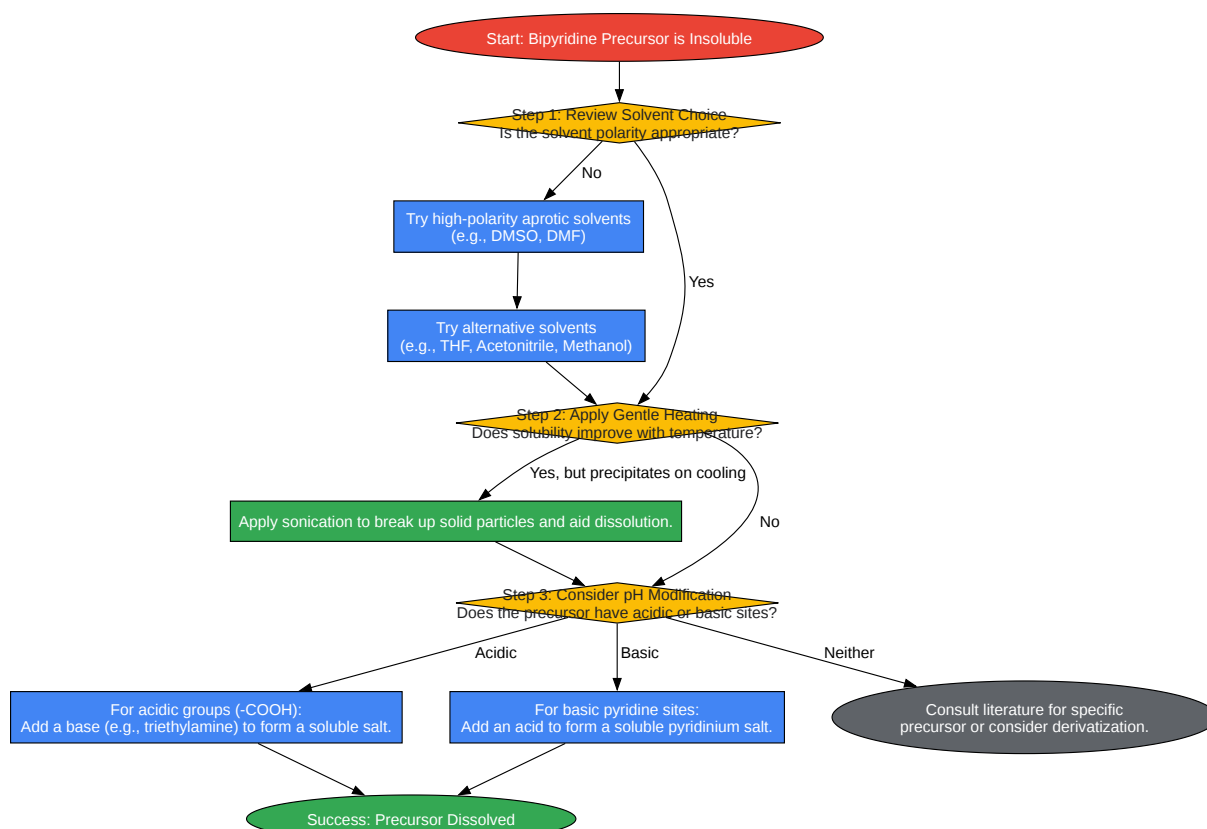 Start: Bipyridine Precursor is Insoluble
Step 1: Review Solvent Choice
Is the solvent polarity appropriate?
No
Try high-polarity aprotic solvents
(e.g., DMSO, DMF)
Yes
Try alternative solvents
(e.g., THF, Acetonitrile, Methanol)
Step 2: Apply Gentle Heating
Does solubility improve with temperature?
Yes, but precipitates on cooling
Apply sonication to break up solid particles and aid dissolution.
No
Step 3: Consider pH Modification
Does the precursor have acidic or basic sites?
Acidic
Basic
Neither
For acidic groups (-COOH):
Add a base (e.g., triethylamine) to form a soluble salt.
For basic pyridine sites:
Add an acid to form a soluble pyridinium salt.
Consult literature for specific
precursor or consider derivatization.
Success: Precursor Dissolved